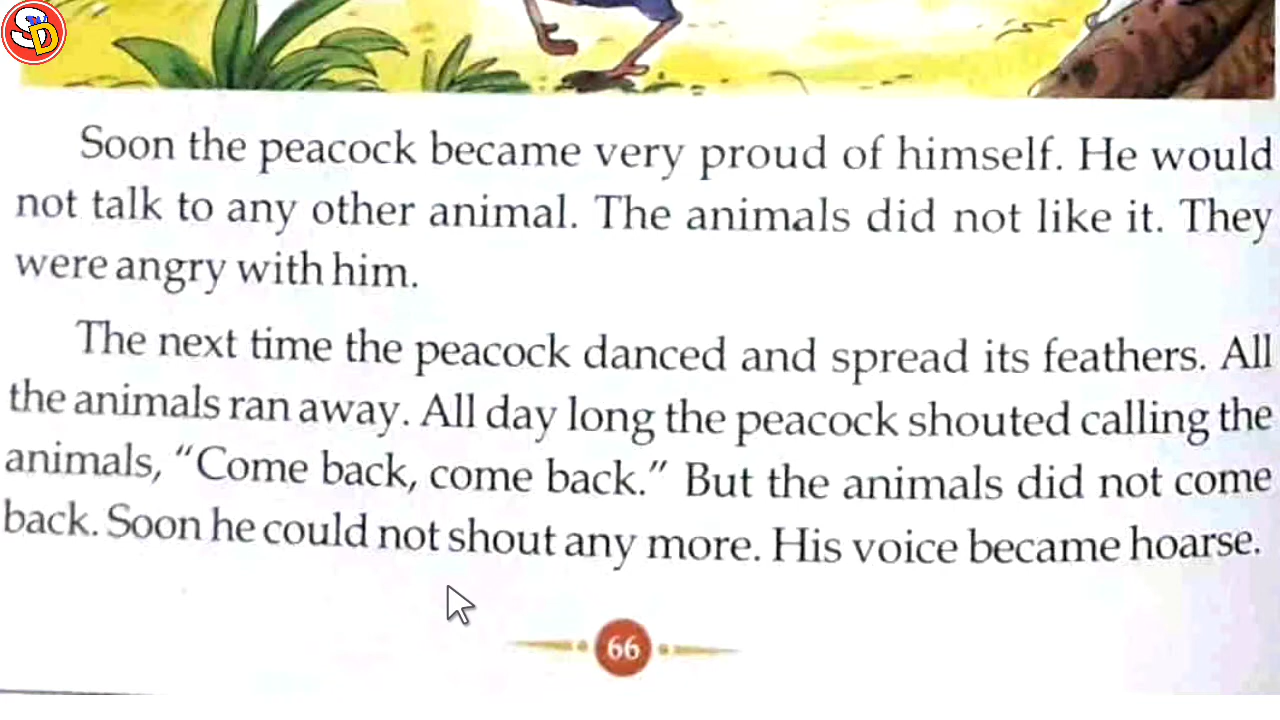 SD
Soon the peacock became very proud of himself. He would
not talk to any other animal. The animals did not like it. They
were angry with him.
The next time the peacock danced and spread its feathers. All
the animals ran away. All day long the peacock shouted calling the
animals, “Come back, come back.” But the animals did not come
back. Soon he could not shout any more. His voice became hoarse.
66